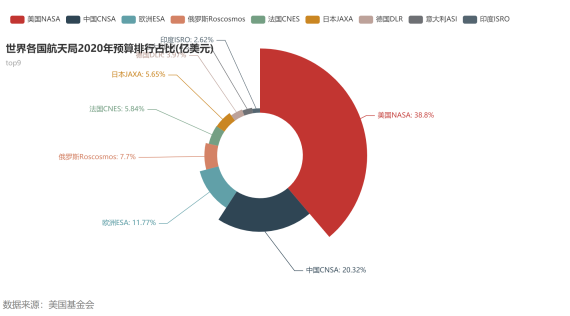 美国NASA 中国CNSA 欧洲ESA 俄罗斯Roscosmos 法国CNES 日本JAXA 德国DLR 意大利ASI 印度ISRO
印度ISRO: 2.62%
世界各国航天局2020年预算排行占比(亿美元)
德国DLR: 3.97%
top9
日本JAXA: 5.65%
法国CNES: 5.84%
美国NASA: 38.8%
俄罗斯Roscosmos: 7.7%
欧洲ESA: 11.77%
中国CNSA: 20.32%
数据来源：美国基金会